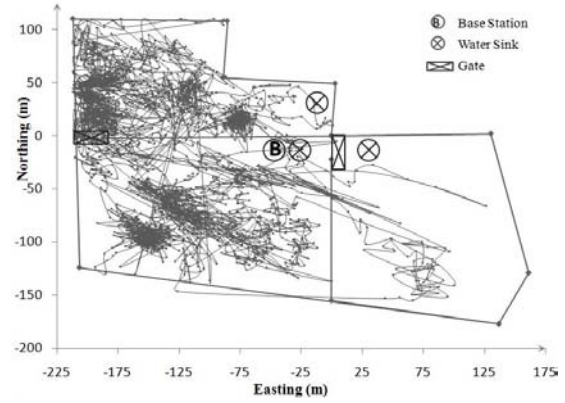 B Base Station
Water Sink
Gate
Northing (m)
100
50
0
-50
-100
-150
-200
B
-225 -175 -125 -75 -25 25 75 125 175
Easting (m)